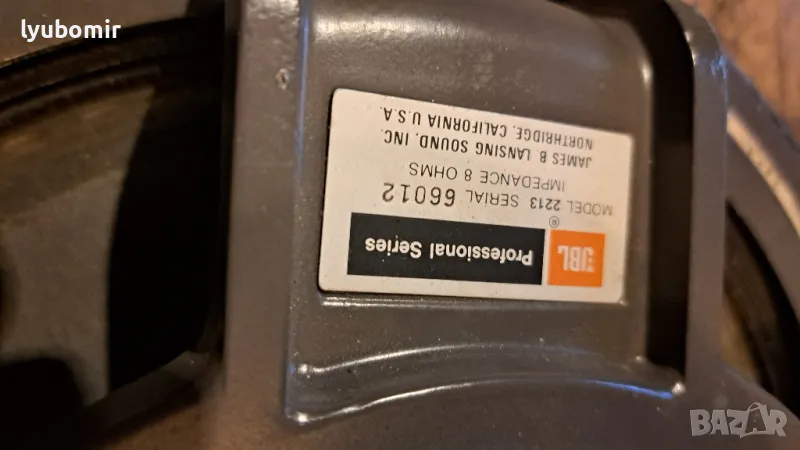 lyubomir
JBL Professional Series
®
MODEL 2213 SERIAL 66012
IMPEDANCE 8 OHMS
JAMES B. LANSING SOUND, INC.
NORTHRIDGE, CALIFORNIA U.S.A.
BAZAR